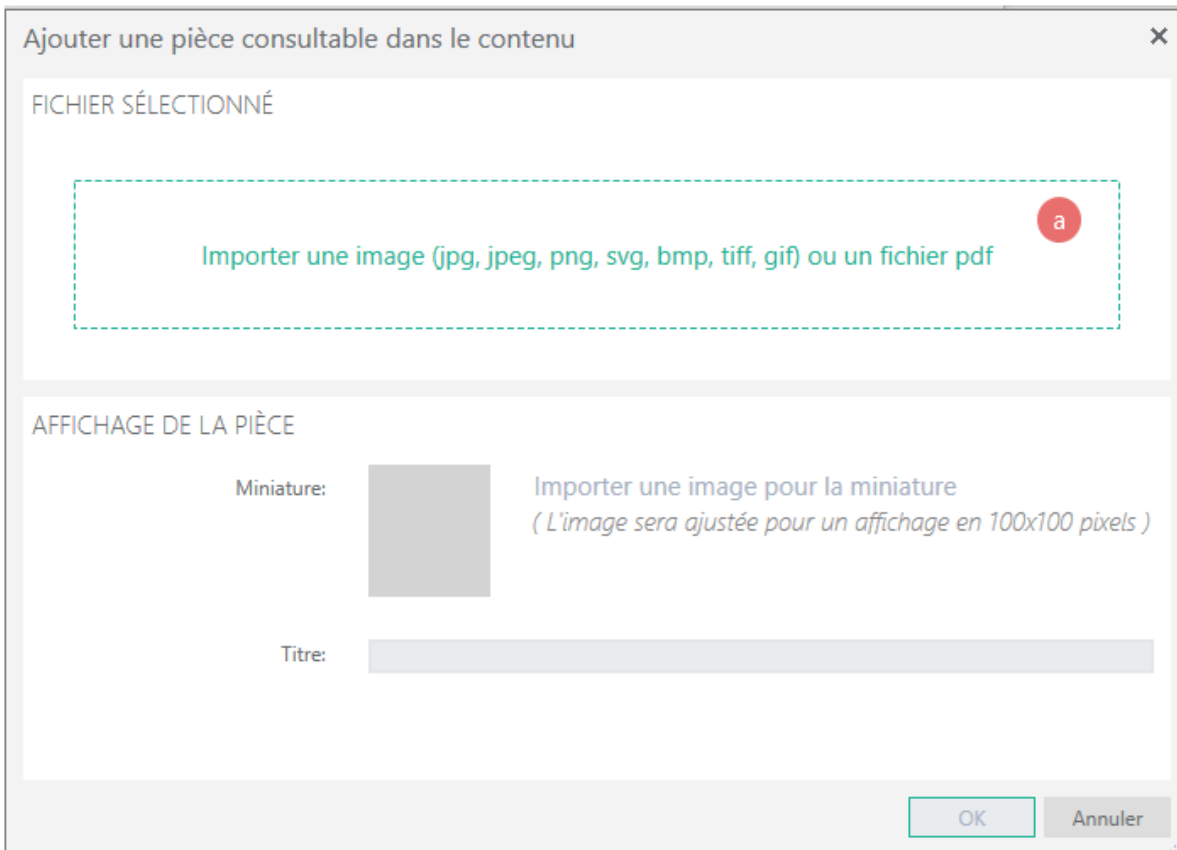 Ajouter une pièce consultable dans le contenu
FICHIER SÉLECTIONNÉ
a
Importer une image (jpg, jpeg, png, svg, bmp, tiff, gif) ou un fichier pdf
AFFICHAGE DE LA PIÈCE
Miniature:
Importer une image pour la miniature
( L'image sera ajustée pour un affichage en 100x100 pixels )
Titre:
OK
Annuler